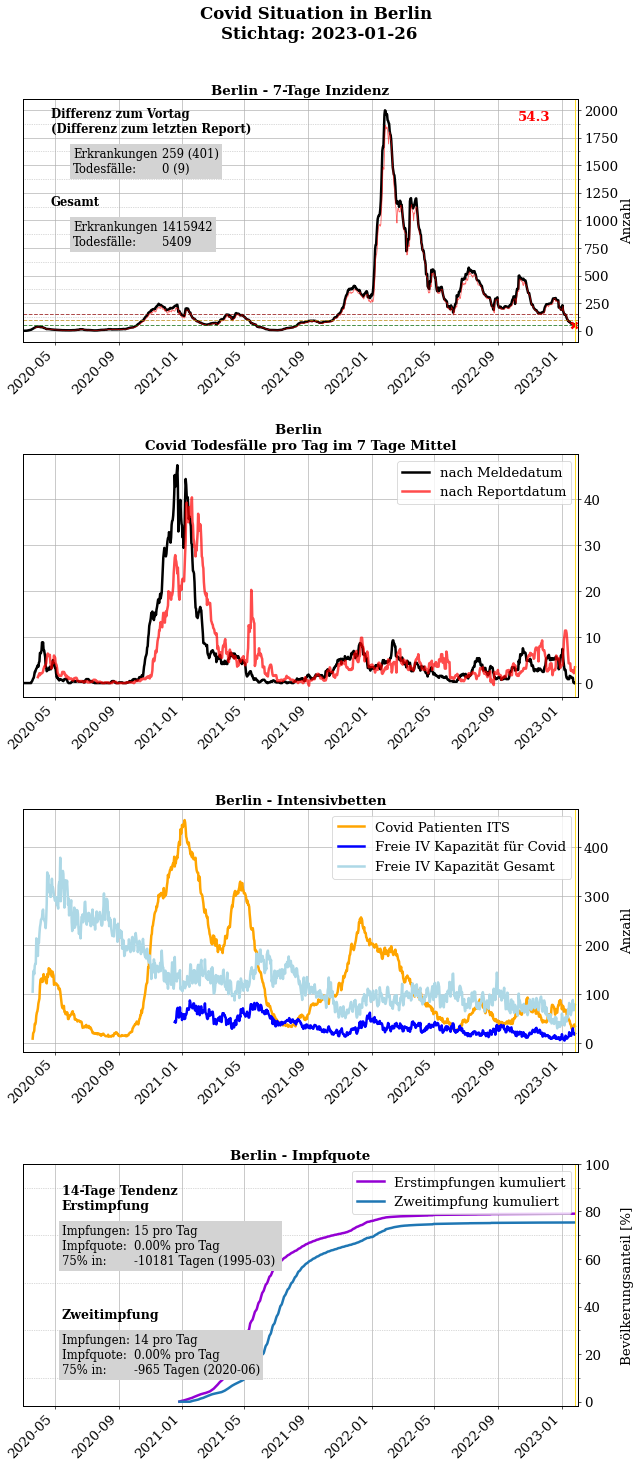 Covid Situation in Berlin
Stichtag: 2023-01-26
Berlin - 7-Tage Inzidenz
Differenz zum Vortag
(Differenz zum letzten Report)
Erkrankungen 259 (401)
Todesfälle: 0 (9)
Gesamt
Erkrankungen 1415942
Todesfälle: 5409
54.3
2000
1750
1500
1250
1000
750
500
250
0
Anzahl
2020-05
2020-09
2021-01
2021-05
2021-09
2022-01
2022-05
2022-09
2023-01
Berlin
Covid Todesfälle pro Tag im 7 Tage Mittel
nach Meldedatum
nach Reportdatum
40
30
20
10
0
2020-05
2020-09
2021-01
2021-05
2021-09
2022-01
2022-05
2022-09
2023-01
Berlin - Intensivbetten
Covid Patienten ITS
Freie IV Kapazität für Covid
Freie IV Kapazität Gesamt
400
300
200
100
0
Anzahl
2020-05
2020-09
2021-01
2021-05
2021-09
2022-01
2022-05
2022-09
2023-01
Berlin - Impfquote
14-Tage Tendenz
Erstimpfung
Impfungen: 15 pro Tag
Impfquote: 0.00% pro Tag
75% in: -10181 Tagen (1995-03)
Zweitimpfung
Impfungen: 14 pro Tag
Impfquote: 0.00% pro Tag
75% in: -965 Tagen (2020-06)
Erstimpfungen kumuliert
Zweitimpfung kumuliert
100
80
60
40
20
0
Bevölkerungsanteil [%]
2020-05
2020-09
2021-01
2021-05
2021-09
2022-01
2022-05
2022-09
2023-01